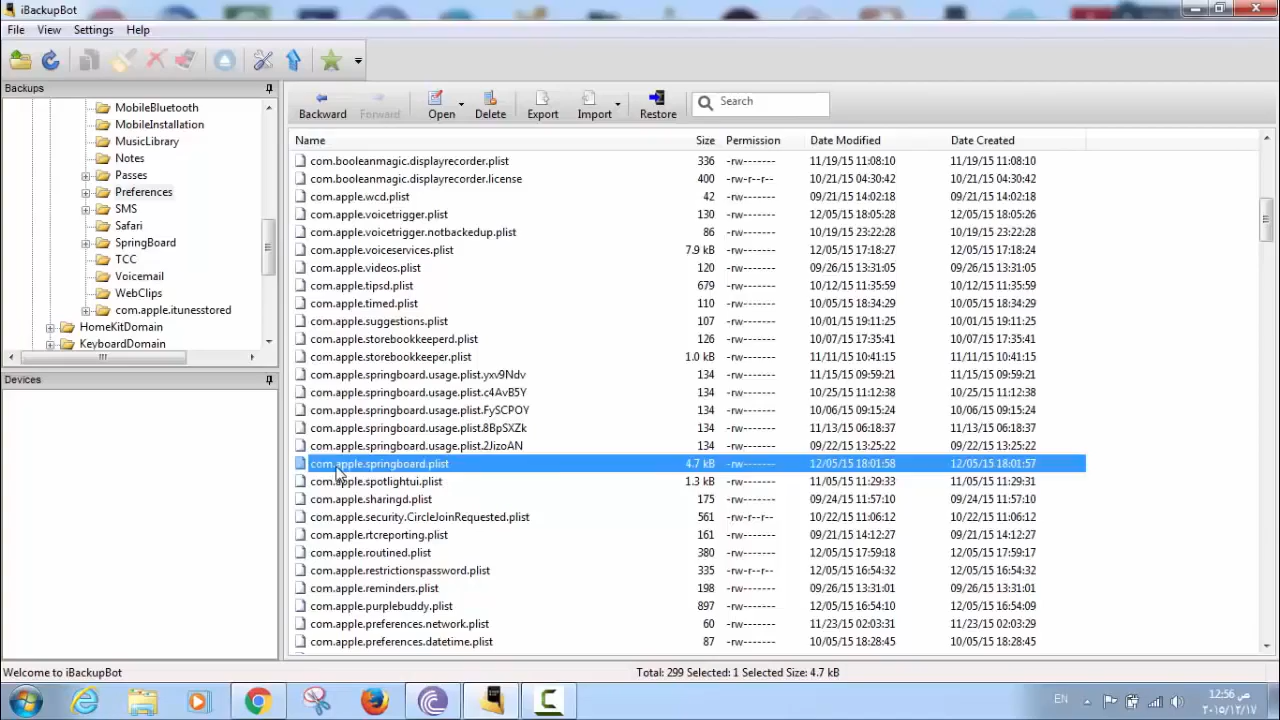 iBackupBot
File View Settings Help
Backups
MobileBluetooth
MobileInstallation
MusicLibrary
Notes
Passes
Preferences
SMS
Safari
SpringBoard
TCC
Voicemail
WebClips
com.apple.itunesstored
HomeKitDomain
KeyboardDomain
Devices
Backward Forward Open Delete Export Import Restore Search
Name Size Permission Date Modified Date Created
com.booleanmagic.displayrecorder.plist 336 -rw------- 11/19/15 11:08:10 11/19/15 11:08:10
com.booleanmagic.displayrecorder.license 400 -rw-r--r-- 10/21/15 04:30:42 10/21/15 04:30:42
com.apple.wcd.plist 42 -rw------- 09/21/15 14:02:18 09/21/15 14:02:18
com.apple.voicetrigger.plist 130 -rw------- 12/05/15 18:05:28 12/05/15 18:05:26
com.apple.voicetrigger.notbackedup.plist 86 -rw------- 10/19/15 23:22:28 10/19/15 23:22:28
com.apple.voiceservices.plist 7.9 kB -rw------- 12/05/15 17:18:27 12/05/15 17:18:24
com.apple.videos.plist 120 -rw------- 09/26/15 13:31:05 09/26/15 13:31:05
com.apple.tipsd.plist 679 -rw------- 10/12/15 11:35:59 10/12/15 11:35:59
com.apple.timed.plist 110 -rw------- 10/05/15 18:34:29 10/05/15 18:34:29
com.apple.suggestions.plist 107 -rw------- 10/01/15 19:11:25 10/01/15 19:11:25
com.apple.storebookkeeperd.plist 126 -rw------- 10/07/15 17:35:41 10/07/15 17:35:41
com.apple.storebookkeeper.plist 1.0 kB -rw------- 11/11/15 10:41:15 11/11/15 10:41:15
com.apple.springboard.usage.plist.yxv9Ndv 134 -rw------- 11/15/15 09:59:21 11/15/15 09:59:21
com.apple.springboard.usage.plist.c4AvB5Y 134 -rw------- 10/25/15 11:12:38 10/25/15 11:12:38
com.apple.springboard.usage.plist.FySCPOY 134 -rw------- 10/06/15 09:15:24 10/06/15 09:15:24
com.apple.springboard.usage.plist.8BpSXZk 134 -rw------- 11/13/15 06:18:37 11/13/15 06:18:37
com.apple.springboard.usage.plist.2JizoAN 134 -rw------- 09/22/15 13:25:22 09/22/15 13:25:22
com.apple.springboard.plist 4.7 kB -rw------- 12/05/15 18:01:58 12/05/15 18:01:57
com.apple.spotlightui.plist 1.3 kB -rw------- 11/05/15 11:29:33 11/05/15 11:29:31
com.apple.sharingd.plist 175 -rw------- 09/24/15 11:57:10 09/24/15 11:57:10
com.apple.security.CircleJoinRequested.plist 561 -rw-r--r-- 10/22/15 11:06:12 10/22/15 11:06:12
com.apple.rtcreporting.plist 161 -rw------- 09/21/15 14:12:27 09/21/15 14:12:27
com.apple.routined.plist 380 -rw------- 12/05/15 17:59:18 12/05/15 17:59:17
com.apple.restrictionspassword.plist 335 -rw-r--r-- 12/05/15 16:54:32 12/05/15 16:54:32
com.apple.reminders.plist 198 -rw------- 09/26/15 13:31:01 09/26/15 13:31:01
com.apple.purplebuddy.plist 897 -rw------- 12/05/15 16:54:10 12/05/15 16:54:09
com.apple.preferences.network.plist 60 -rw------- 11/23/15 02:03:31 11/23/15 02:03:29
com.apple.preferences.datetime.plist 87 -rw------- 10/05/15 18:28:45 10/05/15 18:28:45
Welcome to iBackupBot Total: 299 Selected: 1 Selected Size: 4.7 kB
EN
12:56 ص
٢٠١٥/١٢/١٧